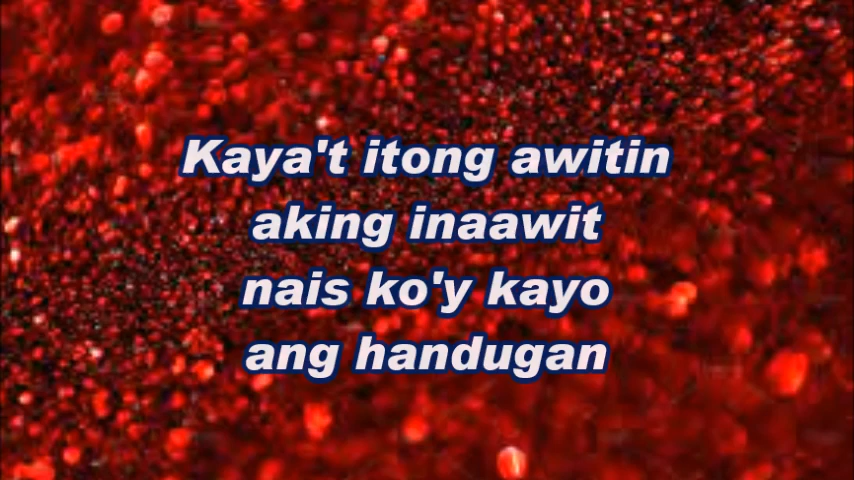 Kaya't itong awitin
aking inaawit
nais ko'y kayo
ang handugan